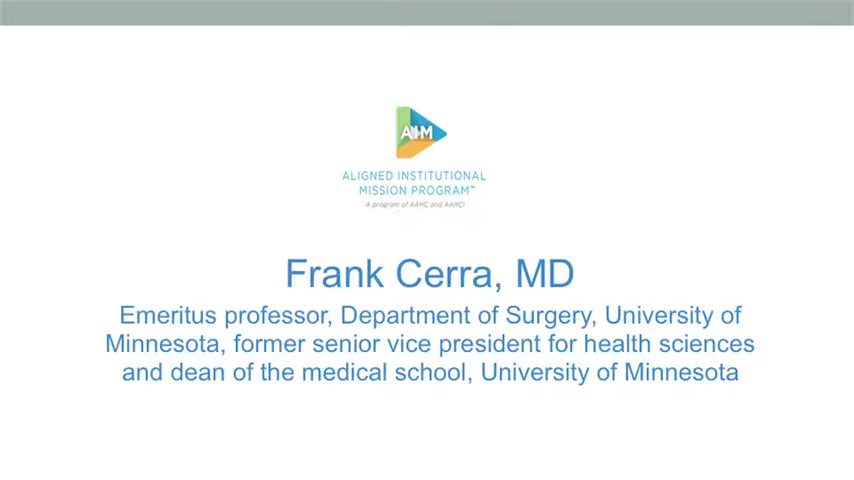 AIM
ALIGNED INSTITUTIONAL
MISSION PROGRAM™
A program of AAHC and AAHCI
Frank Cerra, MD
Emeritus professor, Department of Surgery, University of
Minnesota, former senior vice president for health sciences
and dean of the medical school, University of Minnesota